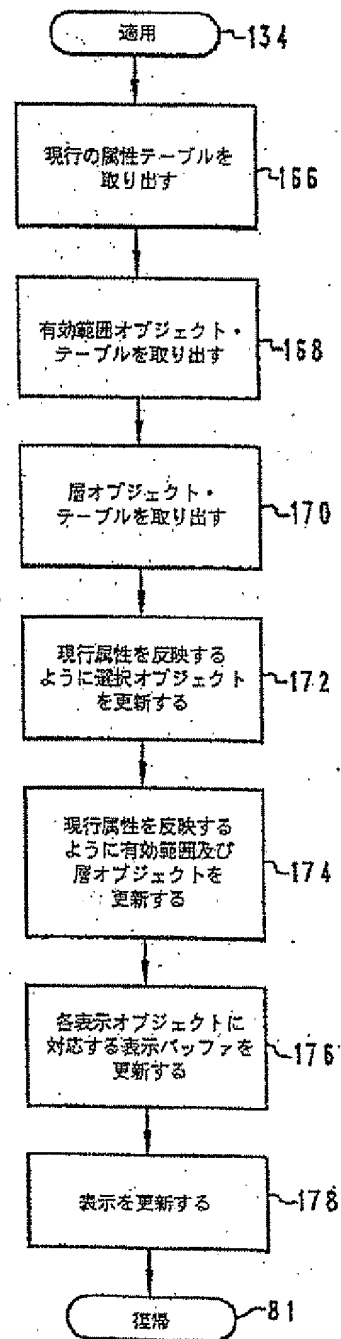 適用
134
現行の属性テーブルを
取り出す
166
有効範囲オブジェクト・
テーブルを取り出す
168
層オブジェクト・
テーブルを取り出す
170
現行属性を反映する
ように選択オブジェクト
を更新する
172
現行属性を反映する
ように有効範囲及び
層オブジェクトを
更新する
174
各表示オブジェクトに
対応する表示バッファを
更新する
176
表示を更新する
178
復帰
81